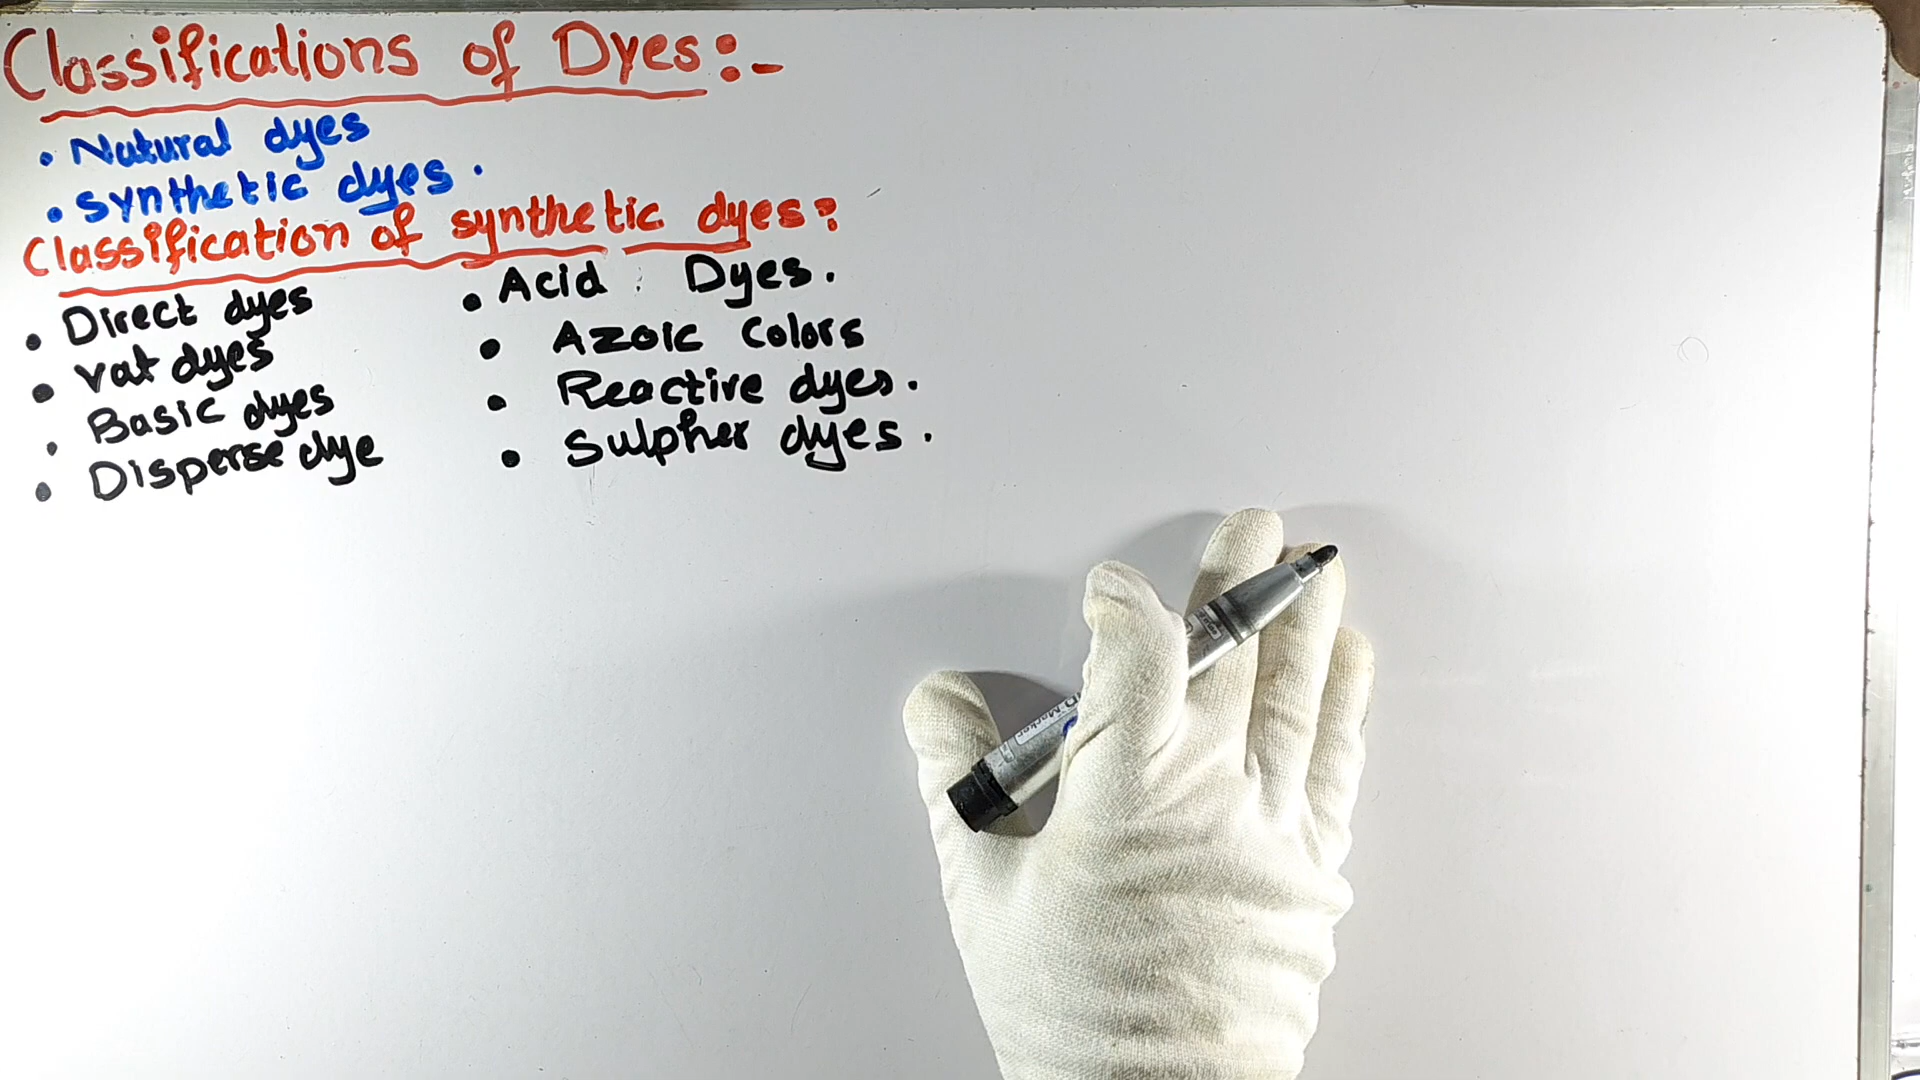 Classifications of Dyes:-
• Natural dyes
• synthetic dyes.
Classification of synthetic dyes:
• Direct dyes
• Vat dyes
• Basic dyes
• Disperse dye
• Acid Dyes.
• Azoic Colors
• Reactive dyes.
• Sulpher dyes.
Marker